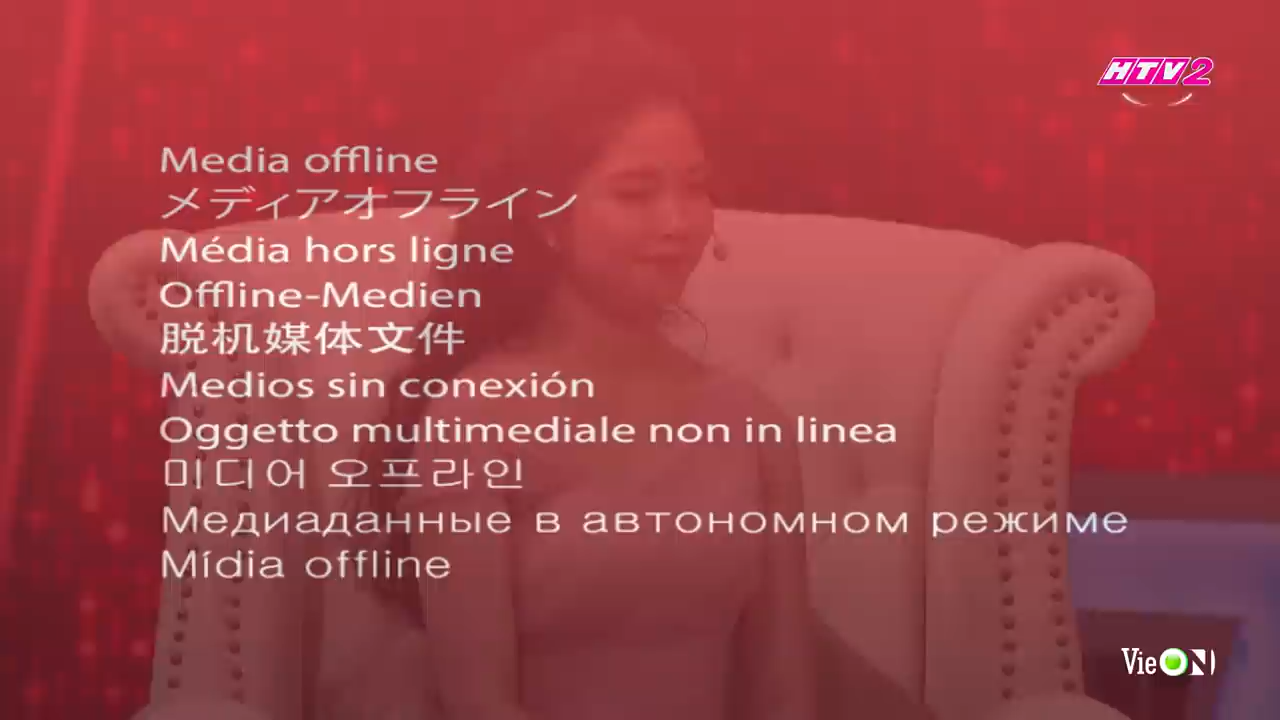 HTV2
Media offline
メディアオフライン
Média hors ligne
Offline-Medien
脱机媒体文件
Medios sin conexión
Oggetto multimediale non in linea
미디어 오프라인
Медиаданные в автономном режиме
Mídia offline
VieON